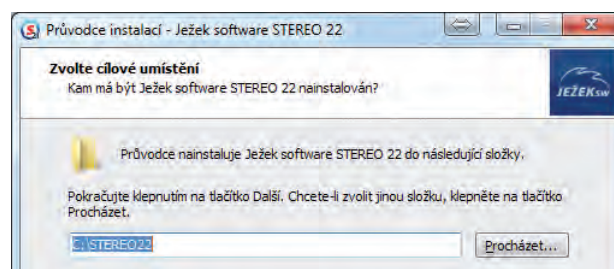 Průvodce instalací - Ježek software STEREO 22
Zvolte cílové umístění
Kam má být Ježek software STEREO 22 nainstalován?
JEŽEKSW
Průvodce nainstaluje Ježek software STEREO 22 do následující složky.
Pokračujte klepnutím na tlačítko Další. Chcete-li zvolit jinou složku, klepněte na tlačítko
Procházet.
C:\STEREO22
Procházet...